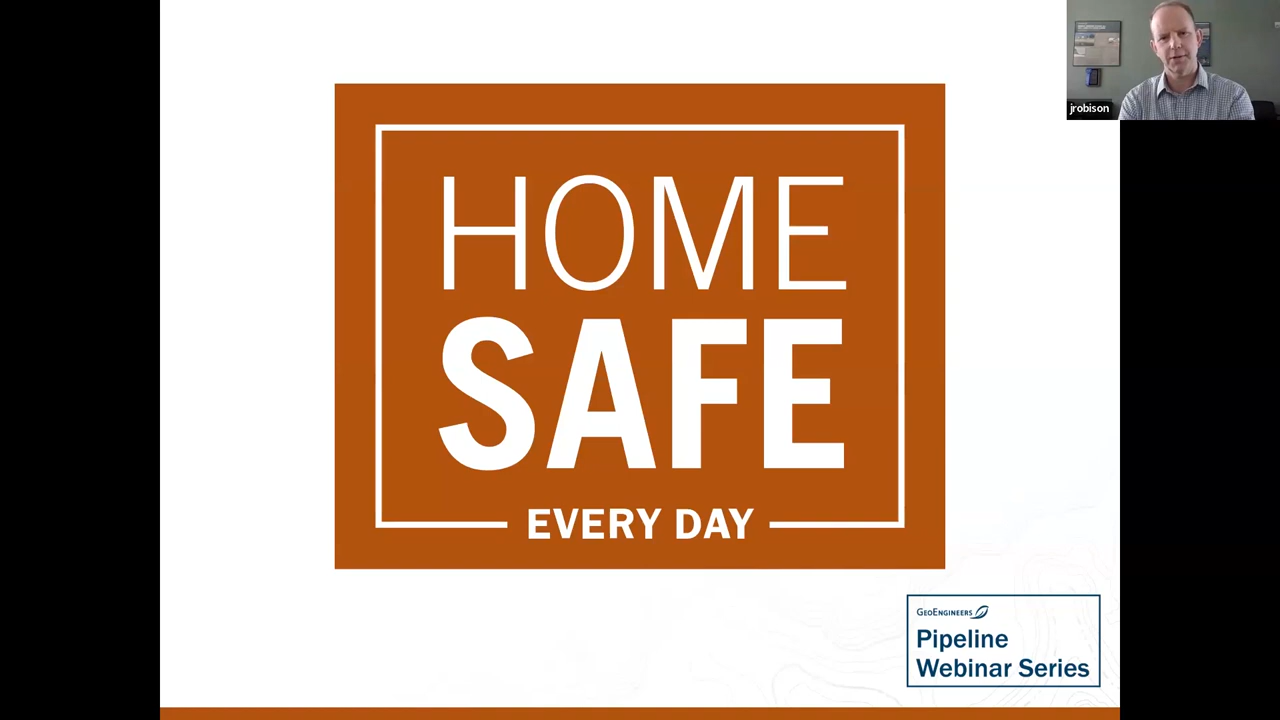 jrobison
HOME
SAFE
EVERY DAY
GEOENGINEERS
Pipeline
Webinar Series